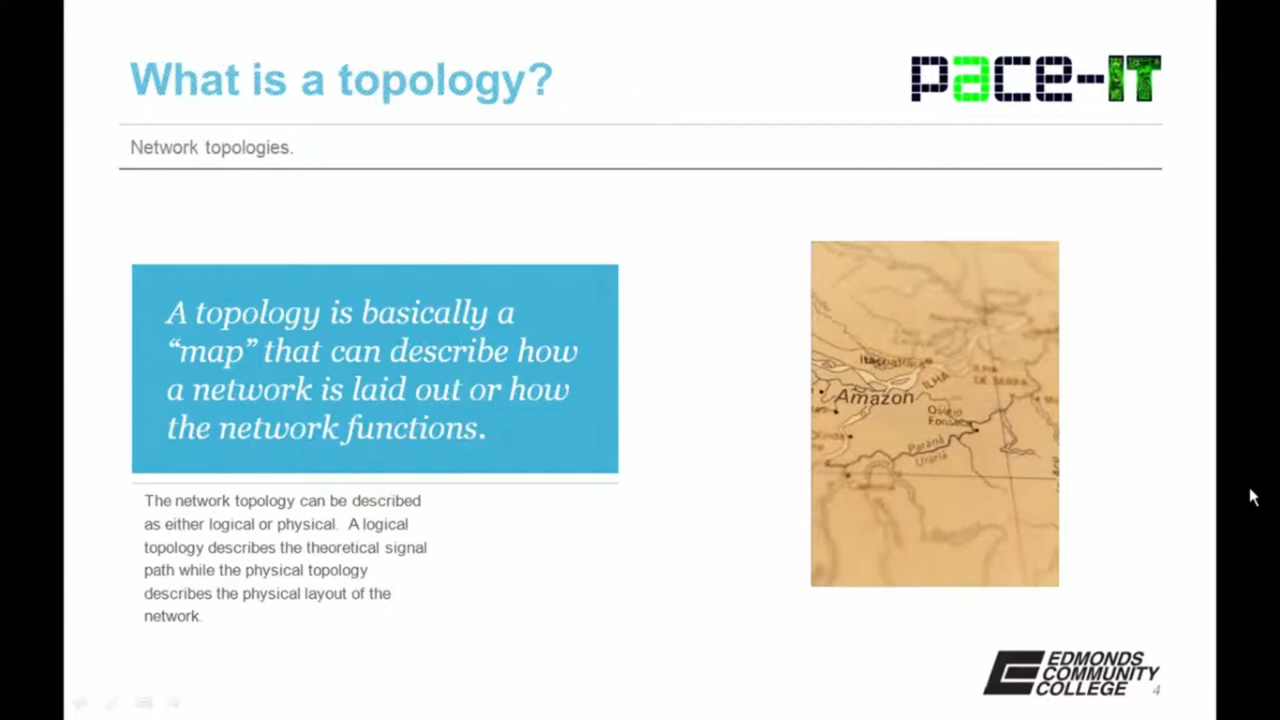 What is a topology?
pace-IT
Network topologies.
A topology is basically a
“map” that can describe how
a network is laid out or how
the network functions.
The network topology can be described
as either logical or physical.  A logical
topology describes the theoretical signal
path while the physical topology
describes the physical layout of the
network.
ILHA
Amazon
Paraná
Urariá
EDMONDS
COMMUNITY
COLLEGE
4